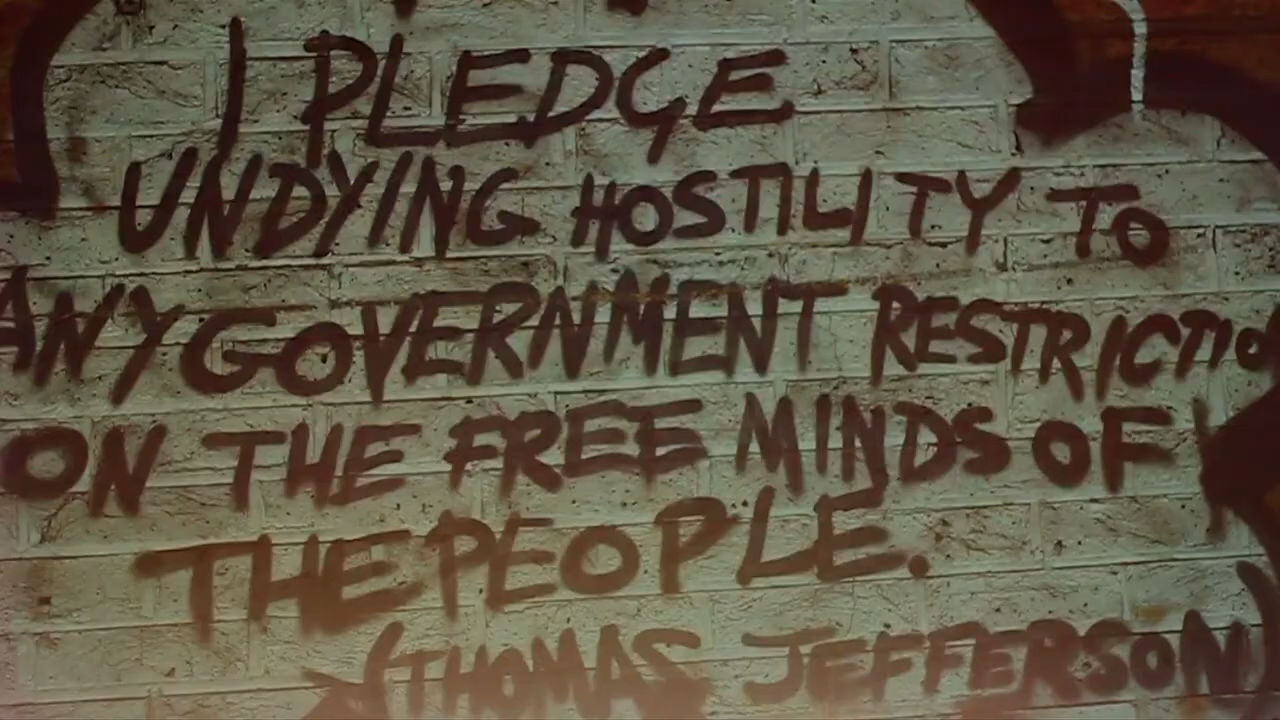 I PLEDGE
UNDYING HOSTILITY TO
ANY GOVERNMENT RESTRICTIO
ON THE FREE MINDS OF
THE PEOPLE.
(THOMAS JEFFERSON)